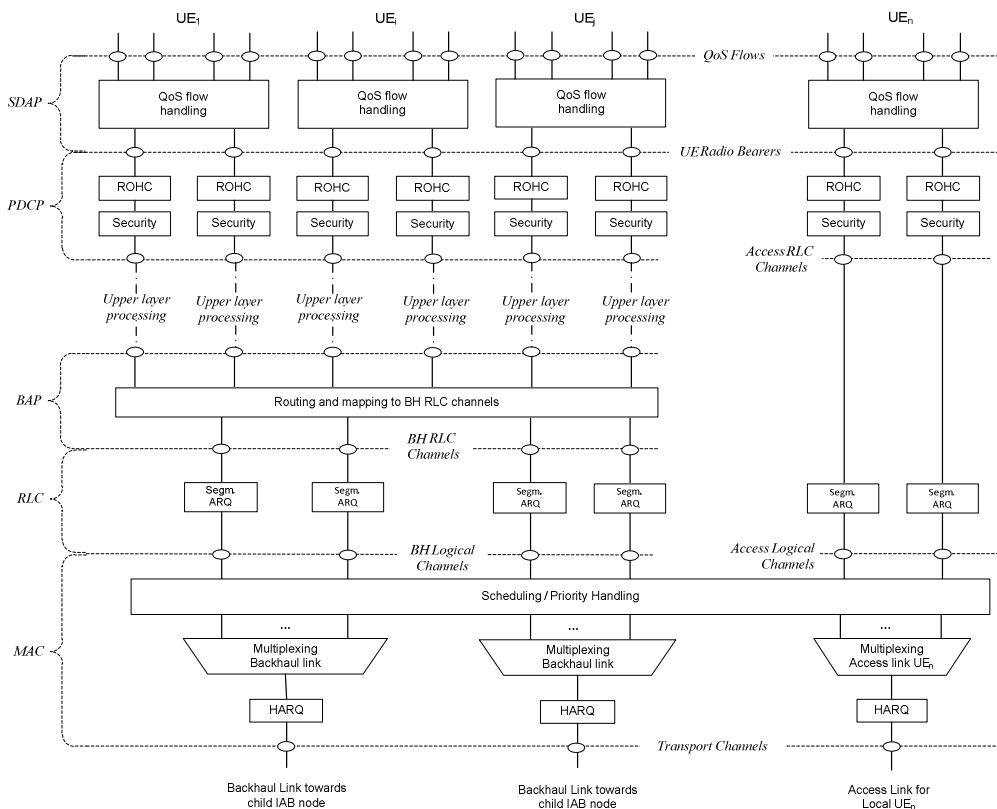 UE1 UEi UEj UEn
QoS Flows
SDAP
QoS flow handling
QoS flow handling
QoS flow handling
QoS flow handling
UE Radio Bearers
PDCP
ROHC ROHC ROHC ROHC ROHC ROHC ROHC ROHC
Security Security Security Security Security Security Security Security
Access RLC
Channels
Upper layer Upper layer Upper layer Upper layer Upper layer Upper layer
processing processing processing processing processing processing
BAP
Routing and mapping to BH RLC channels
BH RLC
Channels
RLC
Segm. Segm. Segm. Segm. Segm. Segm.
ARQ ARQ ARQ ARQ ARQ ARQ
BH Logical
Channels
Access Logical
Channels
Scheduling / Priority Handling
... ... ...
MAC
Multiplexing
Backhaul link
Multiplexing
Backhaul link
Multiplexing
Access link UEn
HARQ HARQ HARQ
Transport Channels
Backhaul Link towards
child IAB node
Backhaul Link towards
child IAB node
Access Link for
Local UEn